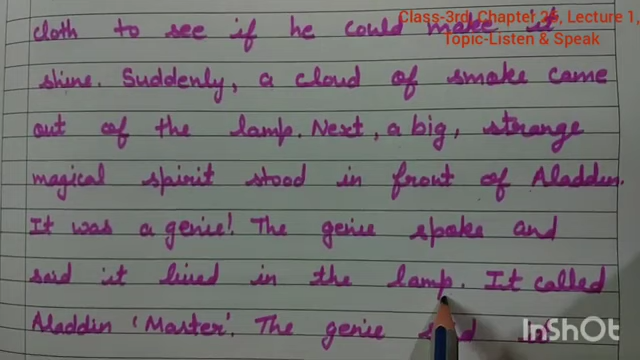 Class-3rd, Chapter 25, Lecture 1,
Topic-Listen & Speak
cloth to see if he could make it
shine. Suddenly, a cloud of smoke came
out of the lamp. Next, a big, strange
magical spirit stood in front of Aladdin.
It was a genie! The genie spoke and
said it lived in the lamp. It called
Aladdin 'Master'. The genie
InShOt